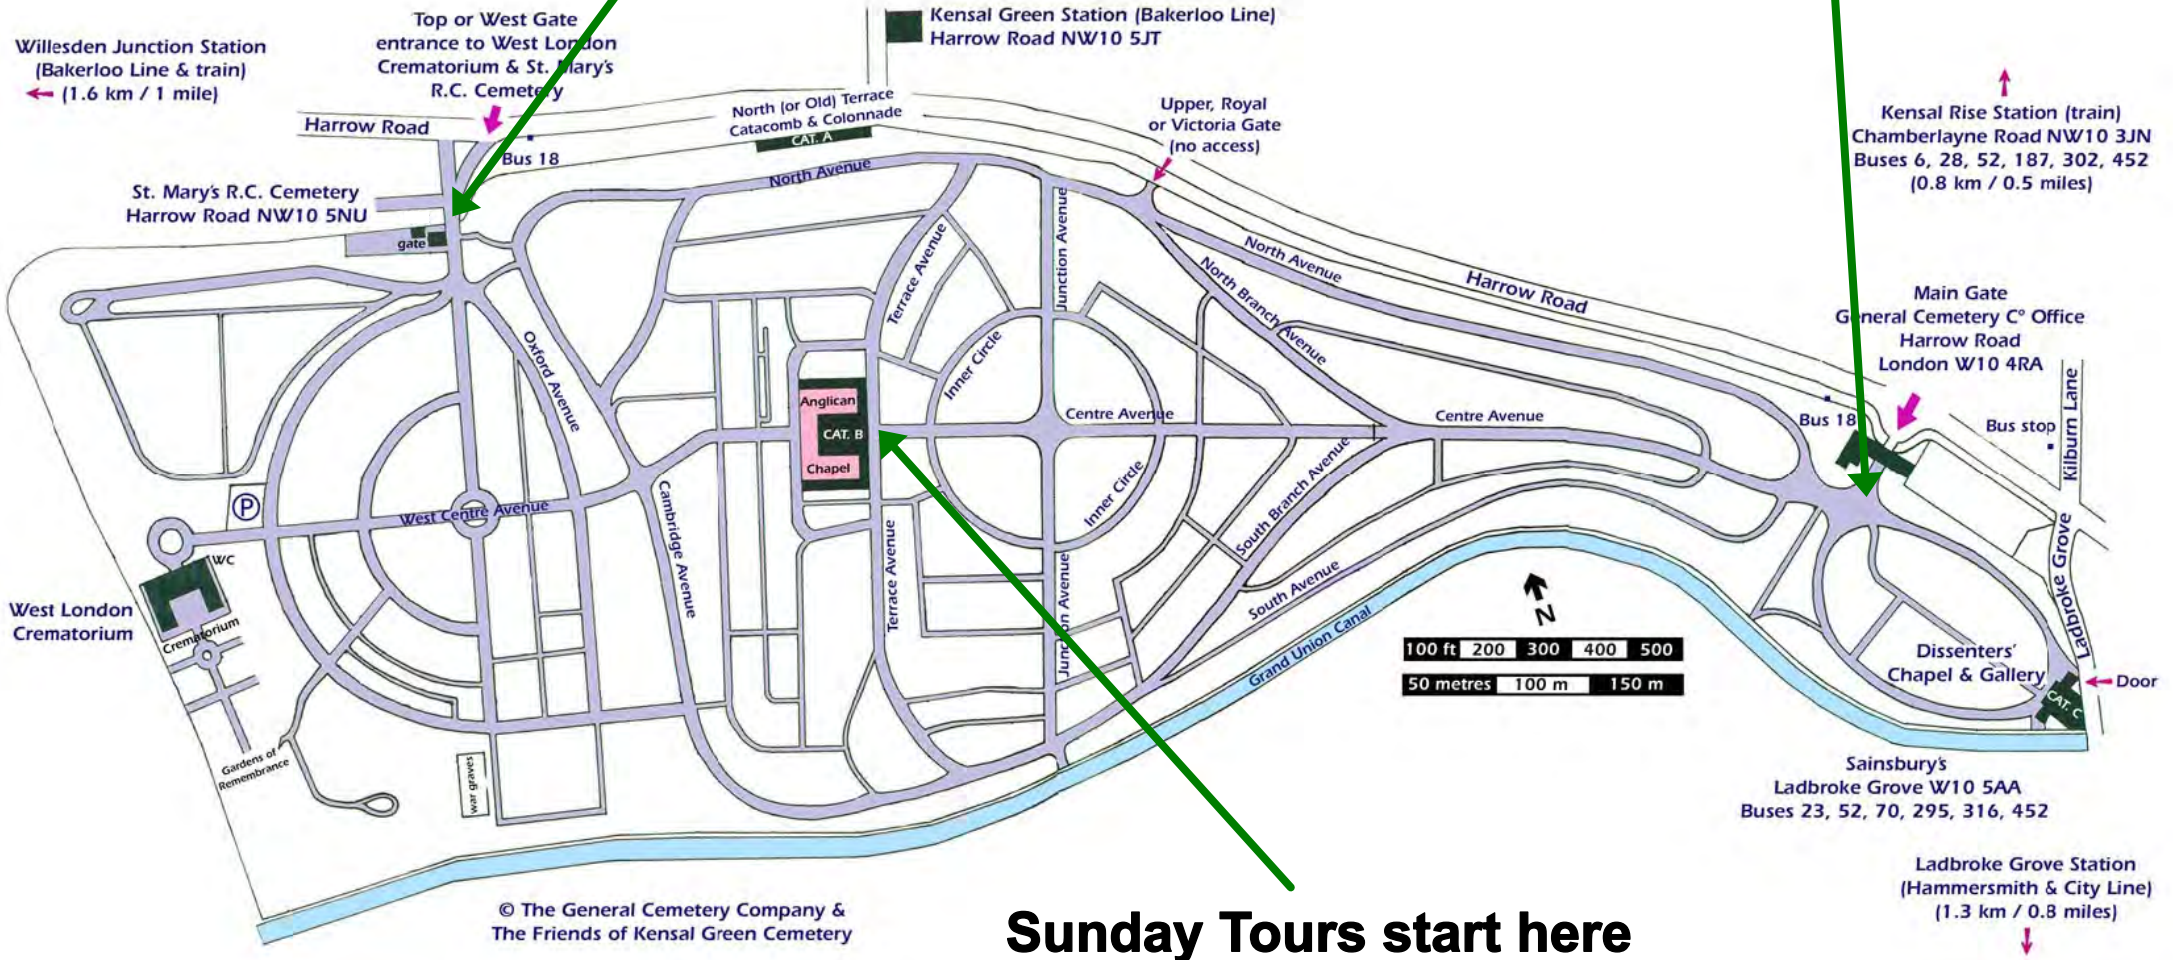 Willesden Junction Station
(Bakerloo Line & train)
(1.6 km / 1 mile)
Top or West Gate
entrance to West London
Crematorium & St. Mary's
R.C. Cemetery
Kensal Green Station (Bakerloo Line)
Harrow Road NW10 5JT
Harrow Road
Bus 18
North (or Old) Terrace
Catacomb & Colonnade
CAT. A
Upper, Royal
or Victoria Gate
(no access)
Kensal Rise Station (train)
Chamberlayne Road NW10 3JN
Buses 6, 28, 52, 187, 302, 452
(0.8 km / 0.5 miles)
St. Mary's R.C. Cemetery
Harrow Road NW10 5NU
gate
North Avenue
Terrace Avenue
Junction Avenue
North Avenue
North Branch Avenue
Harrow Road
Main Gate
General Cemetery Cº Office
Harrow Road
London W10 4RA
Kilburn Lane
Bus 18
Bus stop
Oxford Avenue
Inner Circle
Anglican
CAT. B
Chapel
Centre Avenue
Centre Avenue
Inner Circle
South Branch Avenue
P
West Centre Avenue
Cambridge Avenue
Terrace Avenue
Junction Avenue
South Avenue
Grand Union Canal
WC
West London
Crematorium
Crematorium
Gardens of
Remembrance
war graves
N
100 ft 200 300 400 500
50 metres 100 m 150 m
Ladbroke Grove
Dissenters'
Chapel & Gallery
CAT. C
Door
Sainsbury's
Ladbroke Grove W10 5AA
Buses 23, 52, 70, 295, 316, 452
Ladbroke Grove Station
(Hammersmith & City Line)
(1.3 km / 0.8 miles)
© The General Cemetery Company &
The Friends of Kensal Green Cemetery
Sunday Tours start here